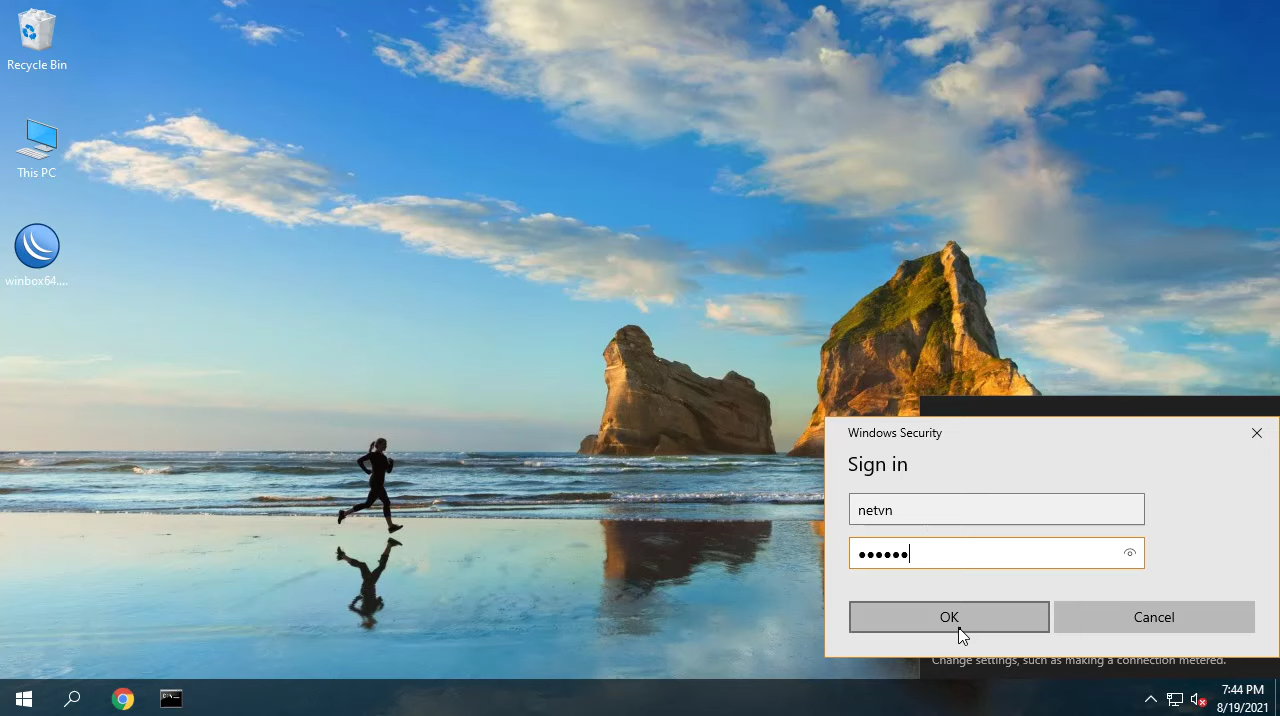 Recycle Bin
This PC
winbox64....
Windows Security
Sign in
netvn
●●●●●●
OK
Cancel
Change settings, such as making a connection metered.
7:44 PM
8/19/2021